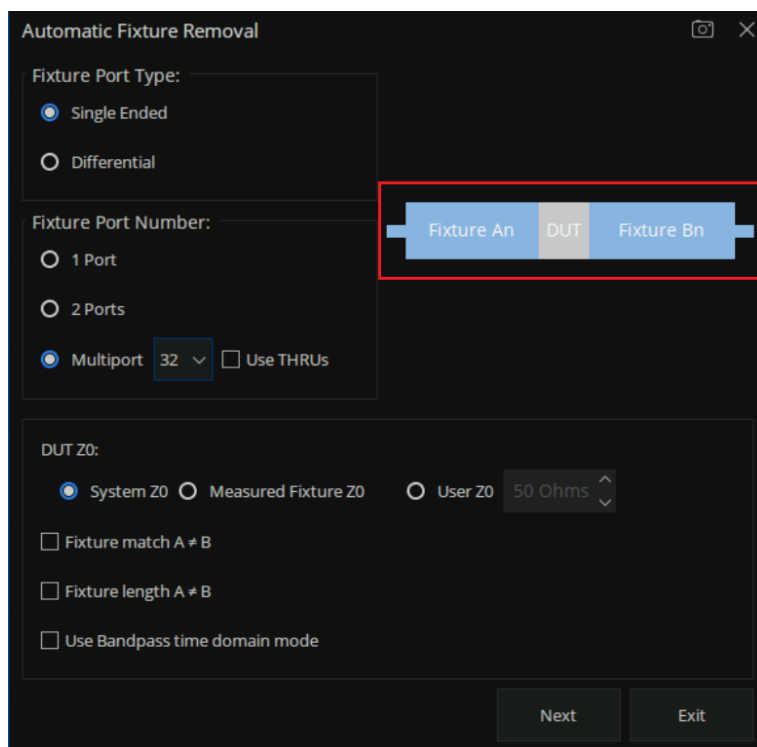 Automatic Fixture Removal
Fixture Port Type:
Single Ended
Differential
Fixture An DUT Fixture Bn
Fixture Port Number:
1 Port
2 Ports
Multiport 32 Use THRUs
DUT Z0:
System Z0 Measured Fixture Z0 User Z0 50 Ohms
Fixture match A ≠ B
Fixture length A ≠ B
Use Bandpass time domain mode
Next Exit